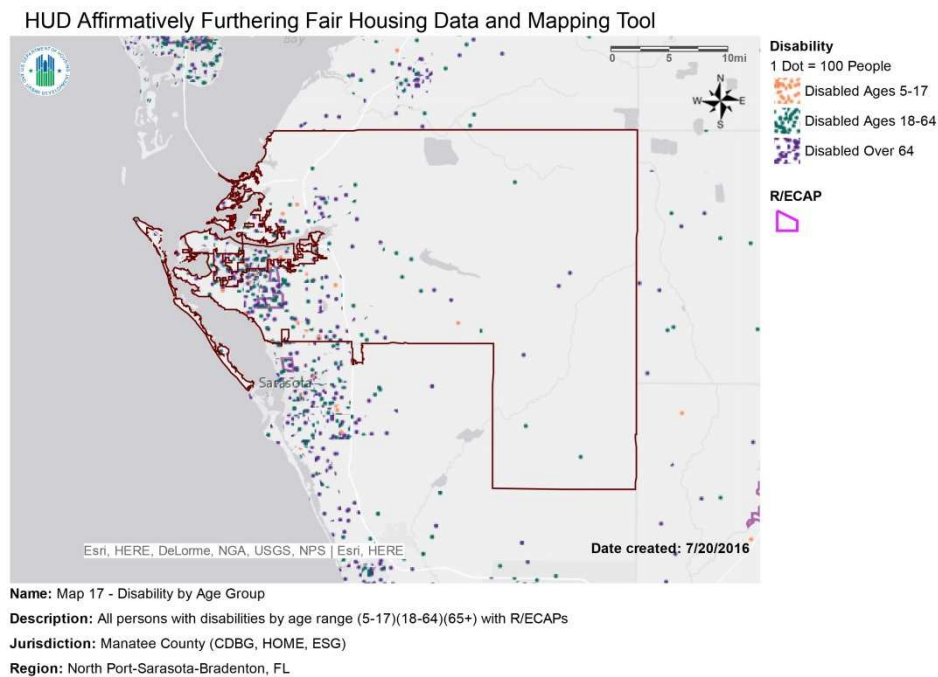 HUD Affirmatively Furthering Fair Housing Data and Mapping Tool
Bay
0 5 10mi
N
W E
S
Disability
1 Dot = 100 People
Disabled Ages 5-17
Disabled Ages 18-64
Disabled Over 64
R/ECAP
Sarasota
Esri, HERE, DeLorme, NGA, USGS, NPS | Esri, HERE
Date created: 7/20/2016
Name: Map 17 - Disability by Age Group
Description: All persons with disabilities by age range (5-17)(18-64)(65+) with R/ECAPs
Jurisdiction: Manatee County (CDBG, HOME, ESG)
Region: North Port-Sarasota-Bradenton, FL